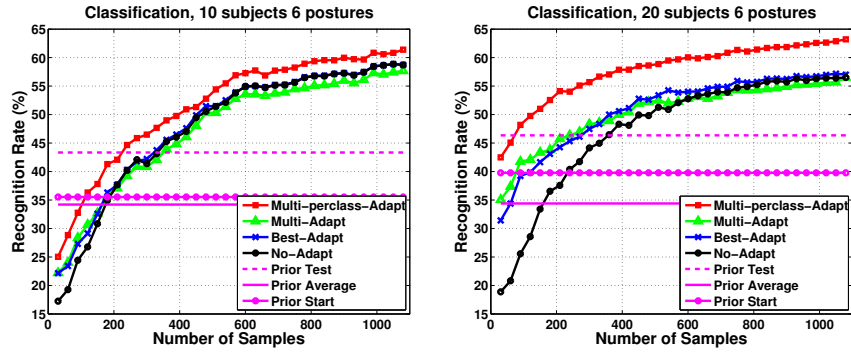 Classification, 10 subjects 6 postures
Recognition Rate (%)
65
60
55
50
45
40
35
30
25
20
15
0
200
400
600
800
1000
Number of Samples
Multi-perclass-Adapt
Multi-Adapt
Best-Adapt
No-Adapt
Prior Test
Prior Average
Prior Start
Classification, 20 subjects 6 postures
Recognition Rate (%)
65
60
55
50
45
40
35
30
25
20
15
0
200
400
600
800
1000
Number of Samples
Multi-perclass-Adapt
Multi-Adapt
Best-Adapt
No-Adapt
Prior Test
Prior Average
Prior Start